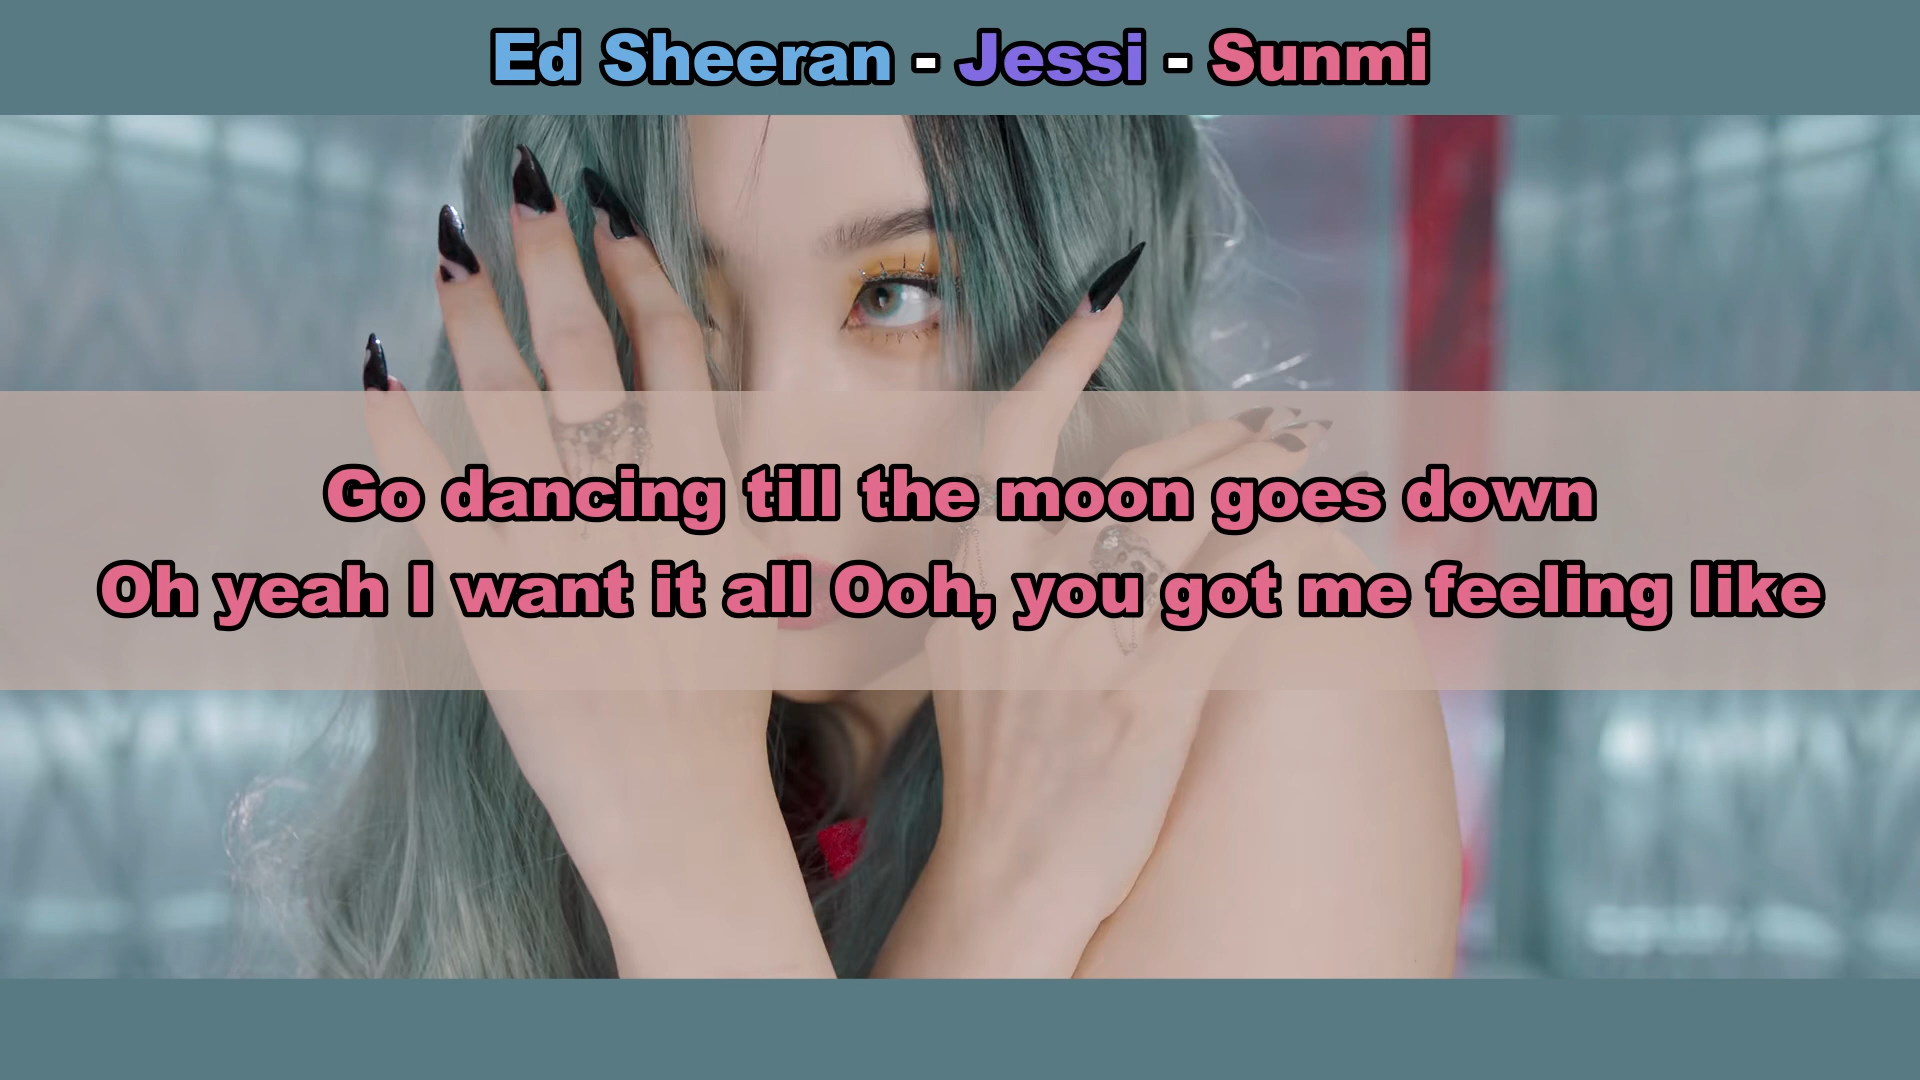 Ed Sheeran - Jessi - Sunmi
Go dancing till the moon goes down
Oh yeah I want it all Ooh, you got me feeling like